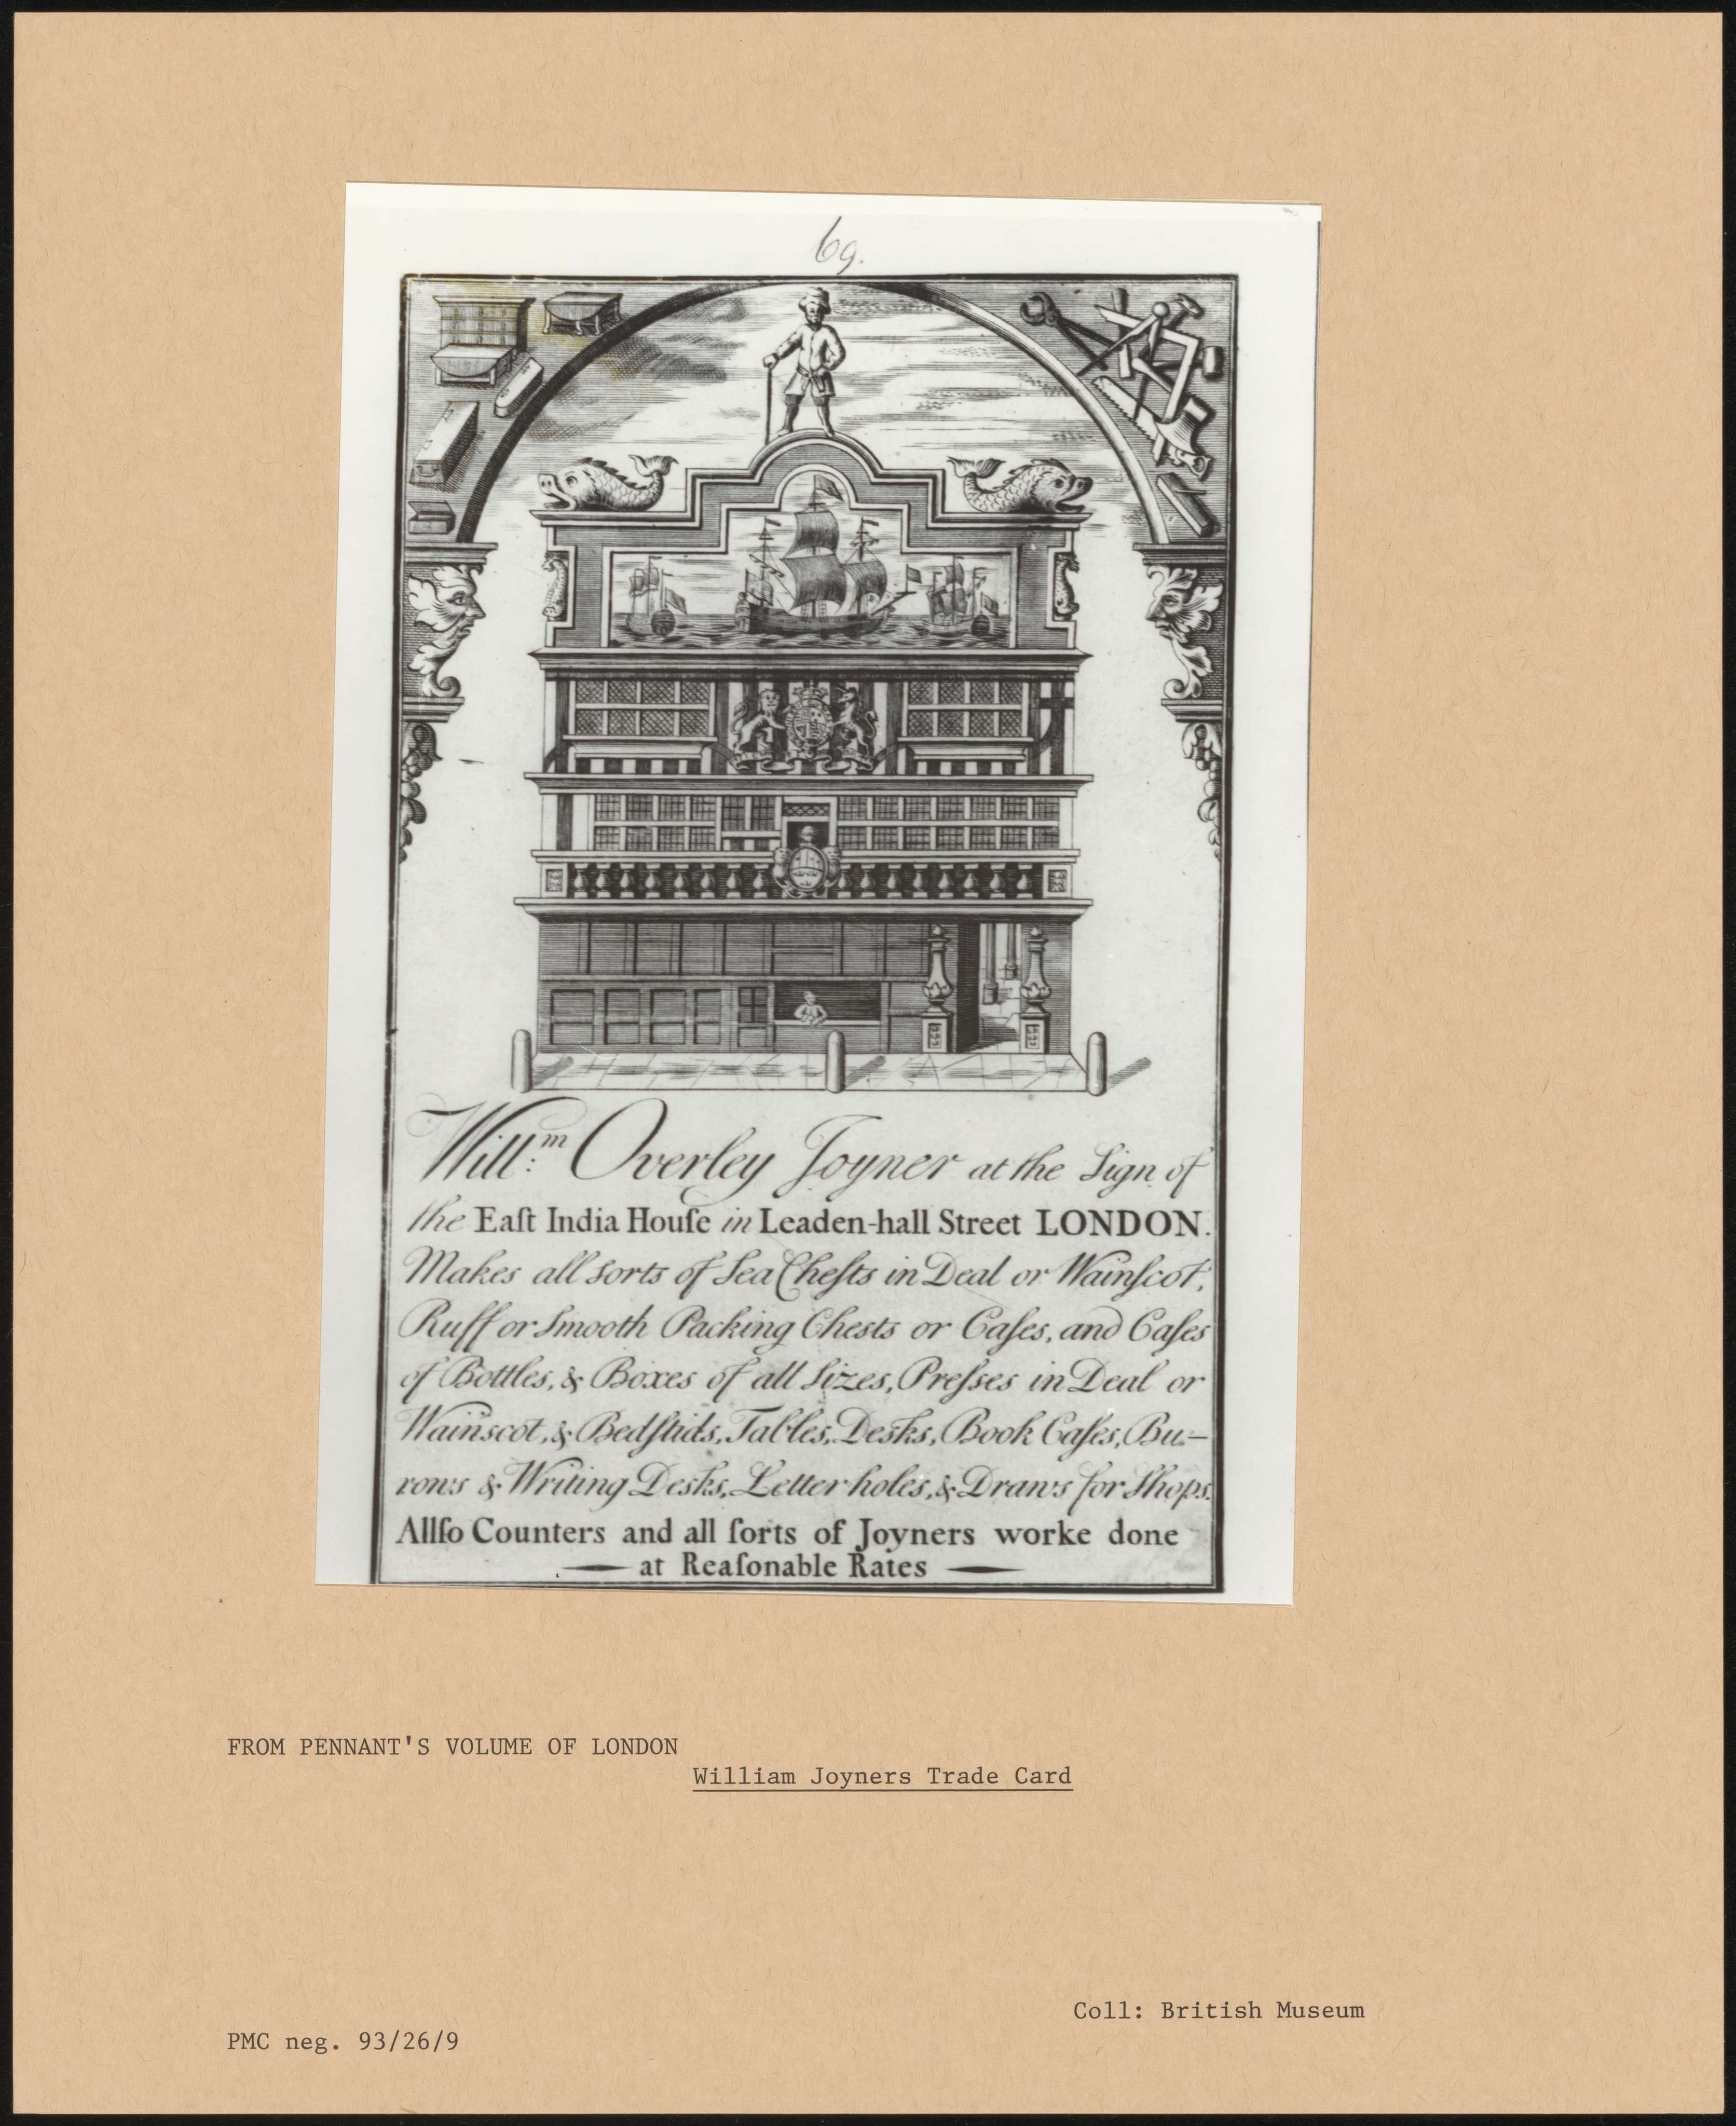 69.
Will:ᵐ Overley Joyner at the Sign of
the Eaſt India Houſe in Leaden-hall Street LONDON.
Makes all sorts of Sea Cheſts in Deal or Wainſcot,
Ruff or Smooth Packing Chests or Caſes, and Caſes
of Bottles, & Boxes of all Sizes, Preſses in Deal or
Wainscot, & Bedſtids, Tables, Desks, Book Caſes, Bu:-
rows & Writing Desks, Letter holes, & Draws for Shops.
Allſo Counters and all ſorts of Joyners worke done
at Reaſonable Rates
FROM PENNANT'S VOLUME OF LONDON
William Joyners Trade Card
Coll: British Museum
PMC neg. 93/26/9